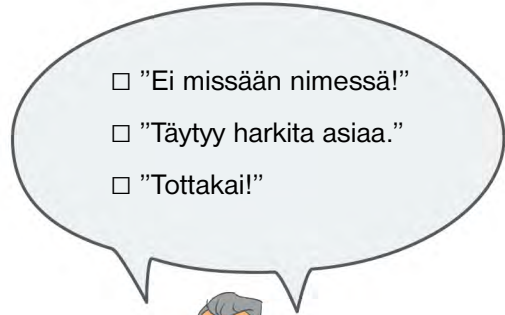 ☐ ”Ei missään nimessä!”
☐ ”Täytyy harkita asiaa.”
☐ ”Tottakai!”